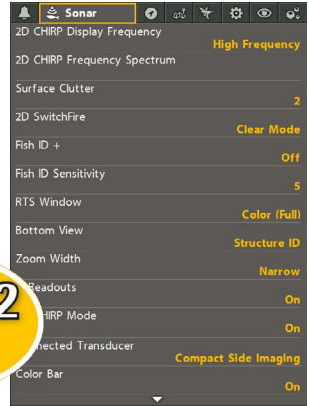 Sonar
2D CHIRP Display Frequency
High Frequency
2D CHIRP Frequency Spectrum
Surface Clutter
2
2D SwitchFire
Clear Mode
Fish ID +
Off
Fish ID Sensitivity
5
RTS Window
Color (Full)
Bottom View
Structure ID
Zoom Width
Narrow
Readouts
On
2
CHIRP Mode
On
Transducer
Compact Side Imaging
Color Bar
On